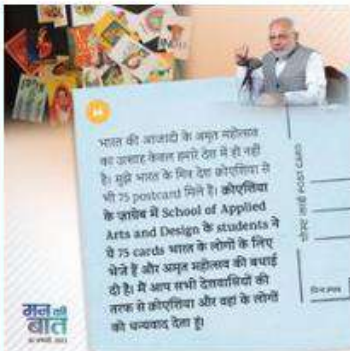 भारत की आजादी के अमृत महोत्सव
का उत्साह केवल हमारे देश में ही नहीं
है। मुझे भारत के मित्र देश क्रोएशिया से
भी 75 postcard मिले हैं। क्रोएशिया
के ज़ाग्रेब में School of Applied
Arts and Design के students ने
ये 75 cards भारत के लोगों के लिए
भेजे हैं और अमृत महोत्सव की बधाई
दी है। मैं आप सभी देशवासियों की
तरफ से क्रोएशिया और वहां के लोगों
को धन्यवाद देता हूं।
पोस्ट कार्ड POST CARD
पिन/PIN
मन की
बात